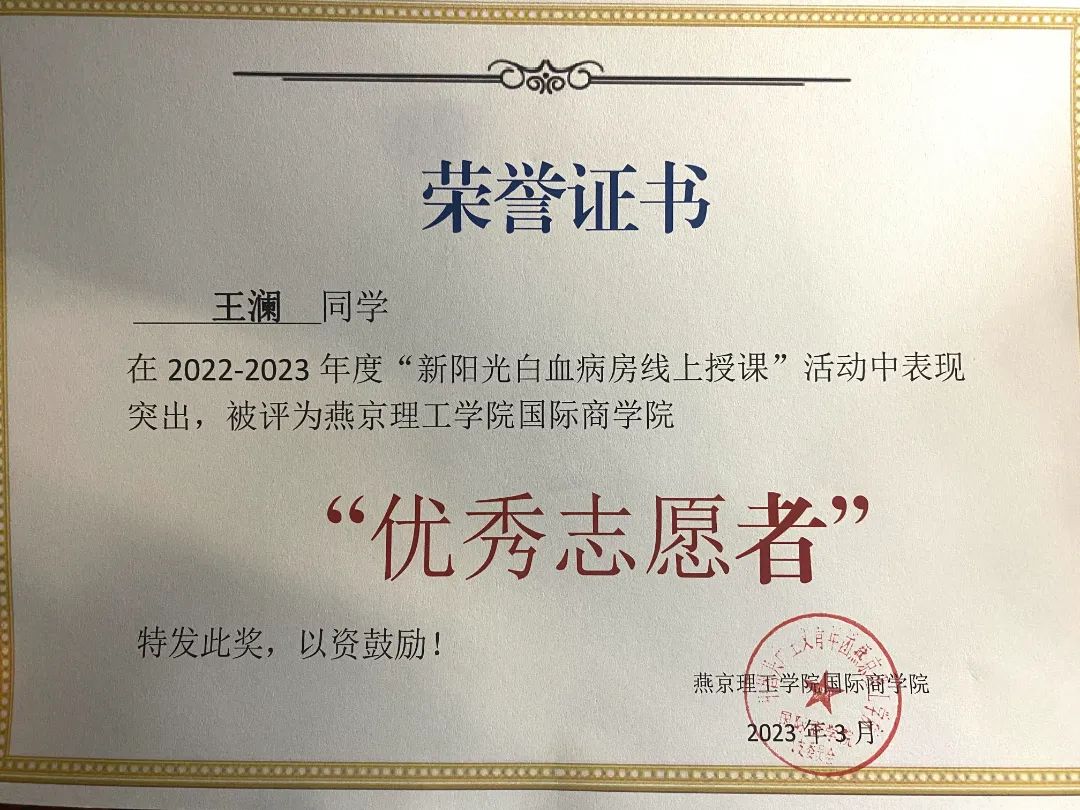 荣誉证书
王澜 同学
在 2022-2023 年度“新阳光白血病房线上授课”活动中表现
突出，被评为燕京理工学院国际商学院
“优秀志愿者”
特发此奖，以资鼓励！
燕京理工学院国际商学院
2023 年 3 月